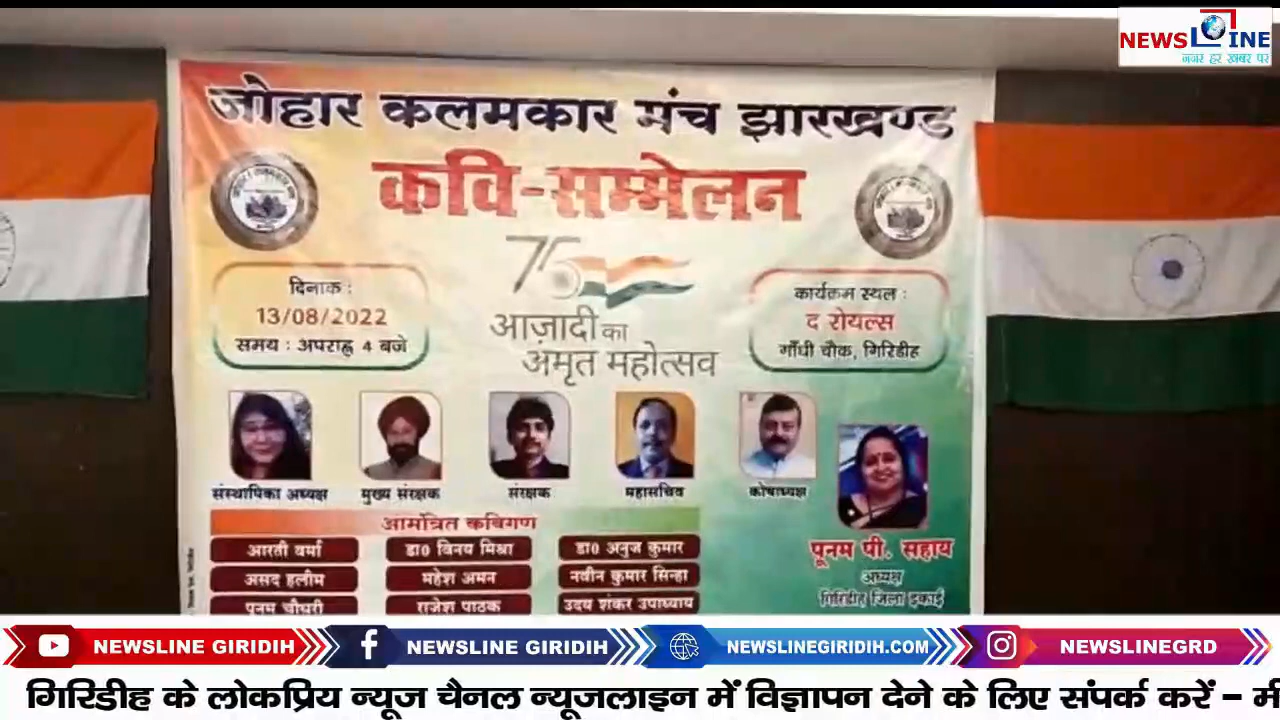 NEWSLINE
नजर हर खबर पर
जोहार कलमकार मंच झारखण्ड
कवि-सम्मेलन
75
आज़ादी का
अमृत महोत्सव
दिनाक :
13/08/2022
समय : अपराह्न 4 बजे
कार्यक्रम स्थल :
द रोयल्स
गाँधी चौक, गिरिडीह
संस्थापिका अध्यक्ष
मुख्य संरक्षक
संरक्षक
महासचिव
कोषाध्यक्ष
पूनम पी. सहाय
अध्यक्ष
गिरिडीह जिला इकाई
आमंत्रित कविगण
आरती वर्मा
डा0 विनय मिश्रा
डा0 अनुज कुमार
असद हलीम
महेश अमन
नवीन कुमार सिन्हा
पूनम चौधरी
राजेश पाठक
उदय शंकर उपाध्याय
NEWSLINE GIRIDIH
NEWSLINE GIRIDIH
NEWSLINEGIRIDIH.COM
NEWSLINEGRD
गिरिडीह के लोकप्रिय न्यूज चैनल न्यूजलाइन में विज्ञापन देने के लिए संपर्क करें – मे